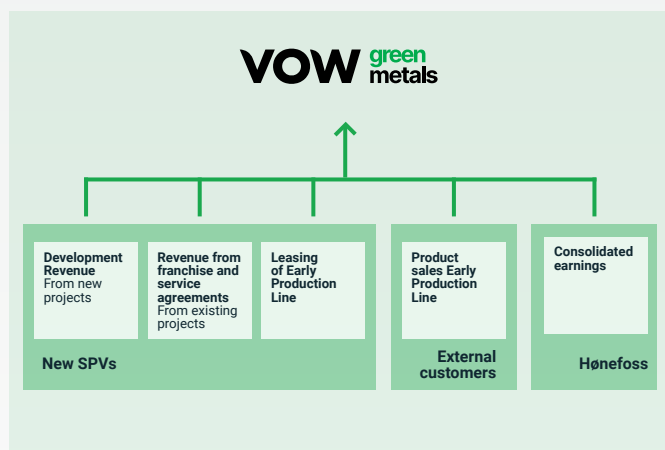 VOW green
metals
Development
Revenue
From new
projects
Revenue from
franchise and
service
agreements
From existing
projects
Leasing
of Early
Production
Line
New SPVs
Product
sales Early
Production
Line
External
customers
Consolidated
earnings
Hønefoss